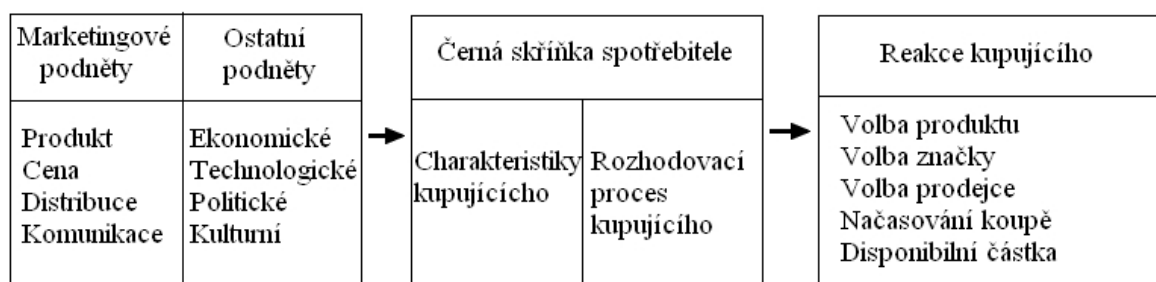 Marketingové
podněty
Ostatní
podněty
Produkt
Cena
Distribuce
Komunikace
Ekonomické
Technologické
Politické
Kulturní
Černá skříňka spotřebitele
Charakteristiky
kupujícícho
Rozhodovací
proces
kupujícího
Reakce kupujícího
Volba produktu
Volba značky
Volba prodejce
Načasování koupě
Disponibilní částka